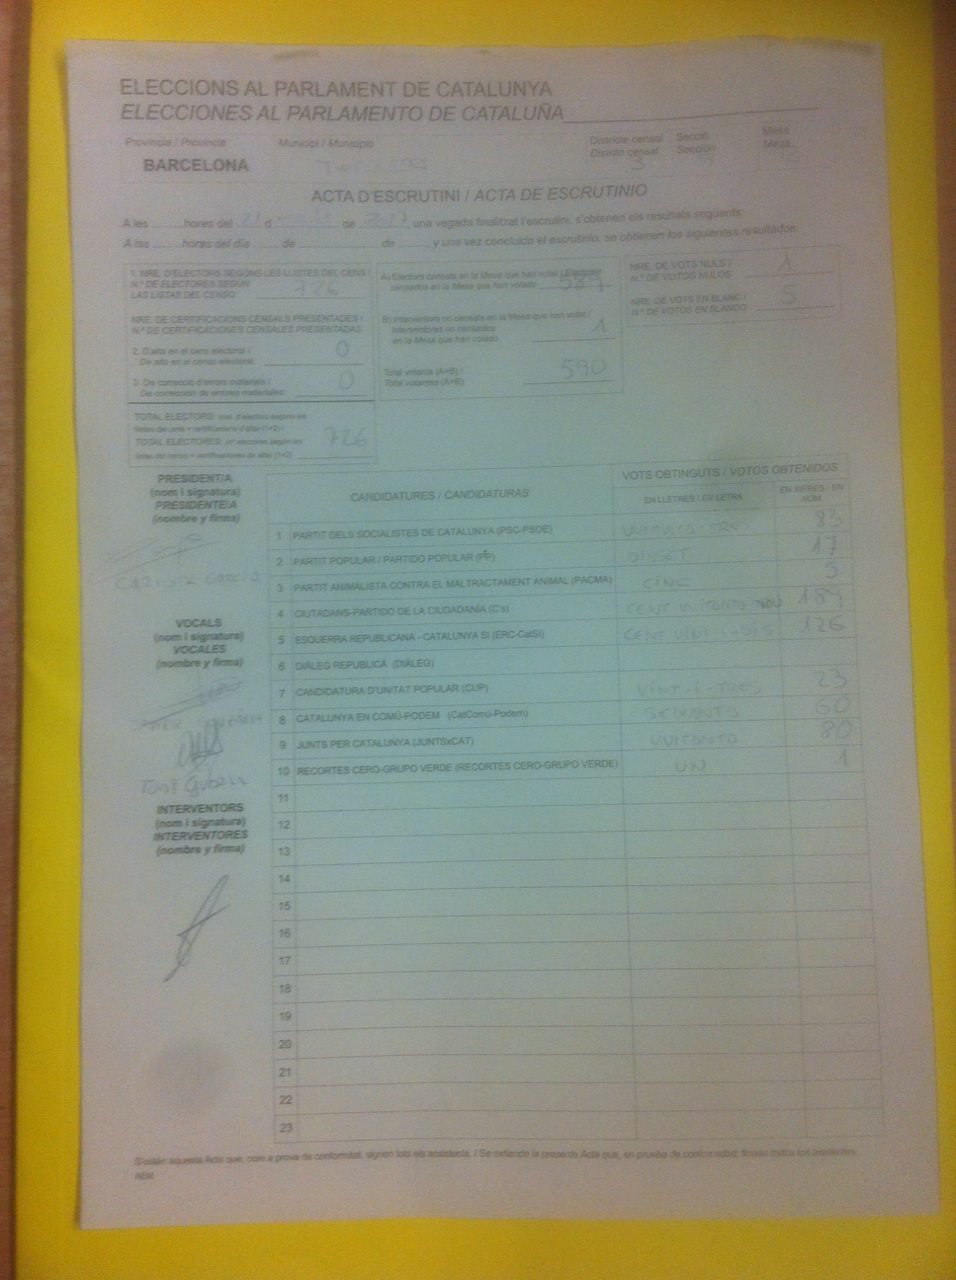 ELECCIONS AL PARLAMENT DE CATALUNYA
ELECCIONES AL PARLAMENTO DE CATALUÑA
Província / Provincia Municipi / Municipio Districte censal Secció Mesa
Distrito censal Sección Mesa
BARCELONA 3
ACTA D'ESCRUTINI / ACTA DE ESCRUTINIO
A les ........ hores del 21 d de 2017, una vegada finalitzat l'escrutini, s'obtenen els resultats següents:
A las ........ hores del día ..... de ..................... de ......, y una vez concluido el escrutinio, se obtienen los siguientes resultados:
1. NRE. D'ELECTORS SEGONS LES LLISTES DEL CENS /
N.º DE ELECTORES SEGÚN
LAS LISTAS DEL CENSO 726
NRE. DE CERTIFICACIONS CENSALS PRESENTADES /
N.º DE CERTIFICACIONES CENSALES PRESENTADAS
2. D'alta en el cens electoral /
De alta en el censo electoral: 0
3. De correcció d'errors materials /
De corrección de errores materiales: 0
TOTAL ELECTORS: nre. d'electors segons les
llistes del cens + certificacions d'altes (1+2) /
TOTAL ELECTORES: nº electores según las
listas del censo + certificaciones de altas (1+2) 726
A) Electors censats en la Mesa que han votat / Electores
censados en la Mesa que han votado 589
B) Interventors no censats en la Mesa que han votat /
Interventores no censados
en la Mesa que han votado 1
Total votants (A+B) /
Total votantes (A+B) 590
NRE. DE VOTS NULS /
N.º DE VOTOS NULOS 1
NRE. DE VOTS EN BLANC /
N.º DE VOTOS EN BLANCO 5
PRESIDENT/A
(nom i signatura)
PRESIDENTE/A
(nombre y firma)
VOCALS
(nom i signatura)
VOCALES
(nombre y firma)
INTERVENTORS
(nom i signatura)
INTERVENTORES
(nombre y firma)
CANDIDATURES / CANDIDATURAS
VOTS OBTINGUTS / VOTOS OBTENIDOS
EN LLETRES / EN LETRA EN XIFRES / EN NÚM.
1 PARTIT DELS SOCIALISTES DE CATALUNYA (PSC-PSOE) VUITANTA-TRES 83
2 PARTIT POPULAR / PARTIDO POPULAR (PP) DISSET 17
3 PARTIT ANIMALISTA CONTRA EL MALTRACTAMENT ANIMAL (PACMA) CINC 5
4 CIUTADANS-PARTIDO DE LA CIUDADANÍA (C's) CENT VUITANTA-NOU 189
5 ESQUERRA REPUBLICANA - CATALUNYA SÍ (ERC-CatSí) CENT VINT-I-SIS 126
6 DIÀLEG REPUBLICÀ (DIÀLEG)
7 CANDIDATURA D'UNITAT POPULAR (CUP) VINT-I-TRES 23
8 CATALUNYA EN COMÚ-PODEM (CatComú-Podem) SEIXANTA 60
9 JUNTS PER CATALUNYA (JUNTSxCAT) VUITANTA 80
10 RECORTES CERO-GRUPO VERDE (RECORTES CERO-GRUPO VERDE) UN 1
11
12
13
14
15
16
17
18
19
20
21
22
23
S'estén aquesta Acta que, com a prova de conformitat, signen tots els assistents. / Se extiende la presente Acta que, en prueba de conformidad, firman todos los asistentes.